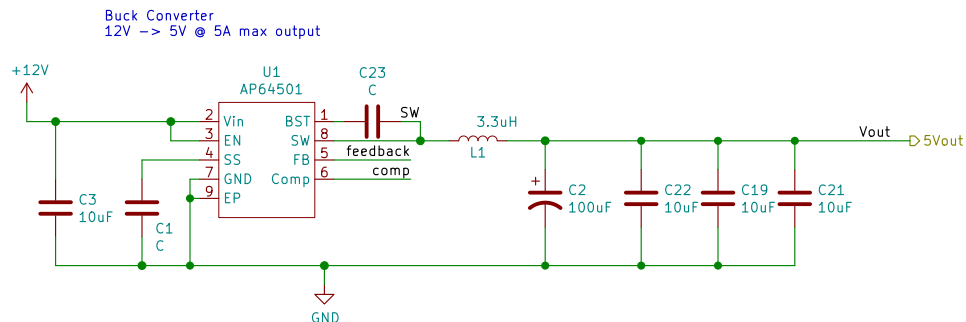 Buck Converter
12V -> 5V @ 5A max output
+12V
U1
AP64501
C23
C
2 Vin BST 1
3 EN SW 8
4 SS FB 5
7 GND Comp 6
9 EP
SW
feedback
comp
3.3uH
L1
Vout
5Vout
C3
10uF
C1
C
+
C2
100uF
C22
10uF
C19
10uF
C21
10uF
GND